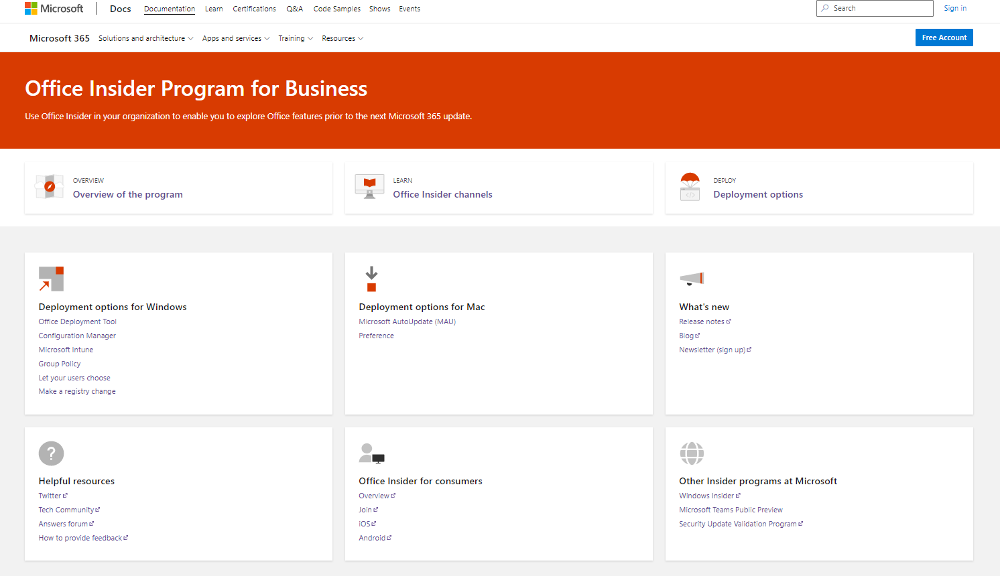 Microsoft Docs Documentation Learn Certifications Q&A Code Samples Shows Events Search Sign in
Microsoft 365 Solutions and architecture Apps and services Training Resources Free Account
Office Insider Program for Business
Use Office Insider in your organization to enable you to explore Office features prior to the next Microsoft 365 update.
OVERVIEW
Overview of the program
LEARN
Office Insider channels
DEPLOY
Deployment options
Deployment options for Windows
Office Deployment Tool
Configuration Manager
Microsoft Intune
Group Policy
Let your users choose
Make a registry change
Deployment options for Mac
Microsoft AutoUpdate (MAU)
Preference
What's new
Release notes
Blog
Newsletter (sign up)
?
Helpful resources
Twitter
Tech Community
Answers forum
How to provide feedback
Office Insider for consumers
Overview
Join
iOS
Android
Other Insider programs at Microsoft
Windows Insider
Microsoft Teams Public Preview
Security Update Validation Program